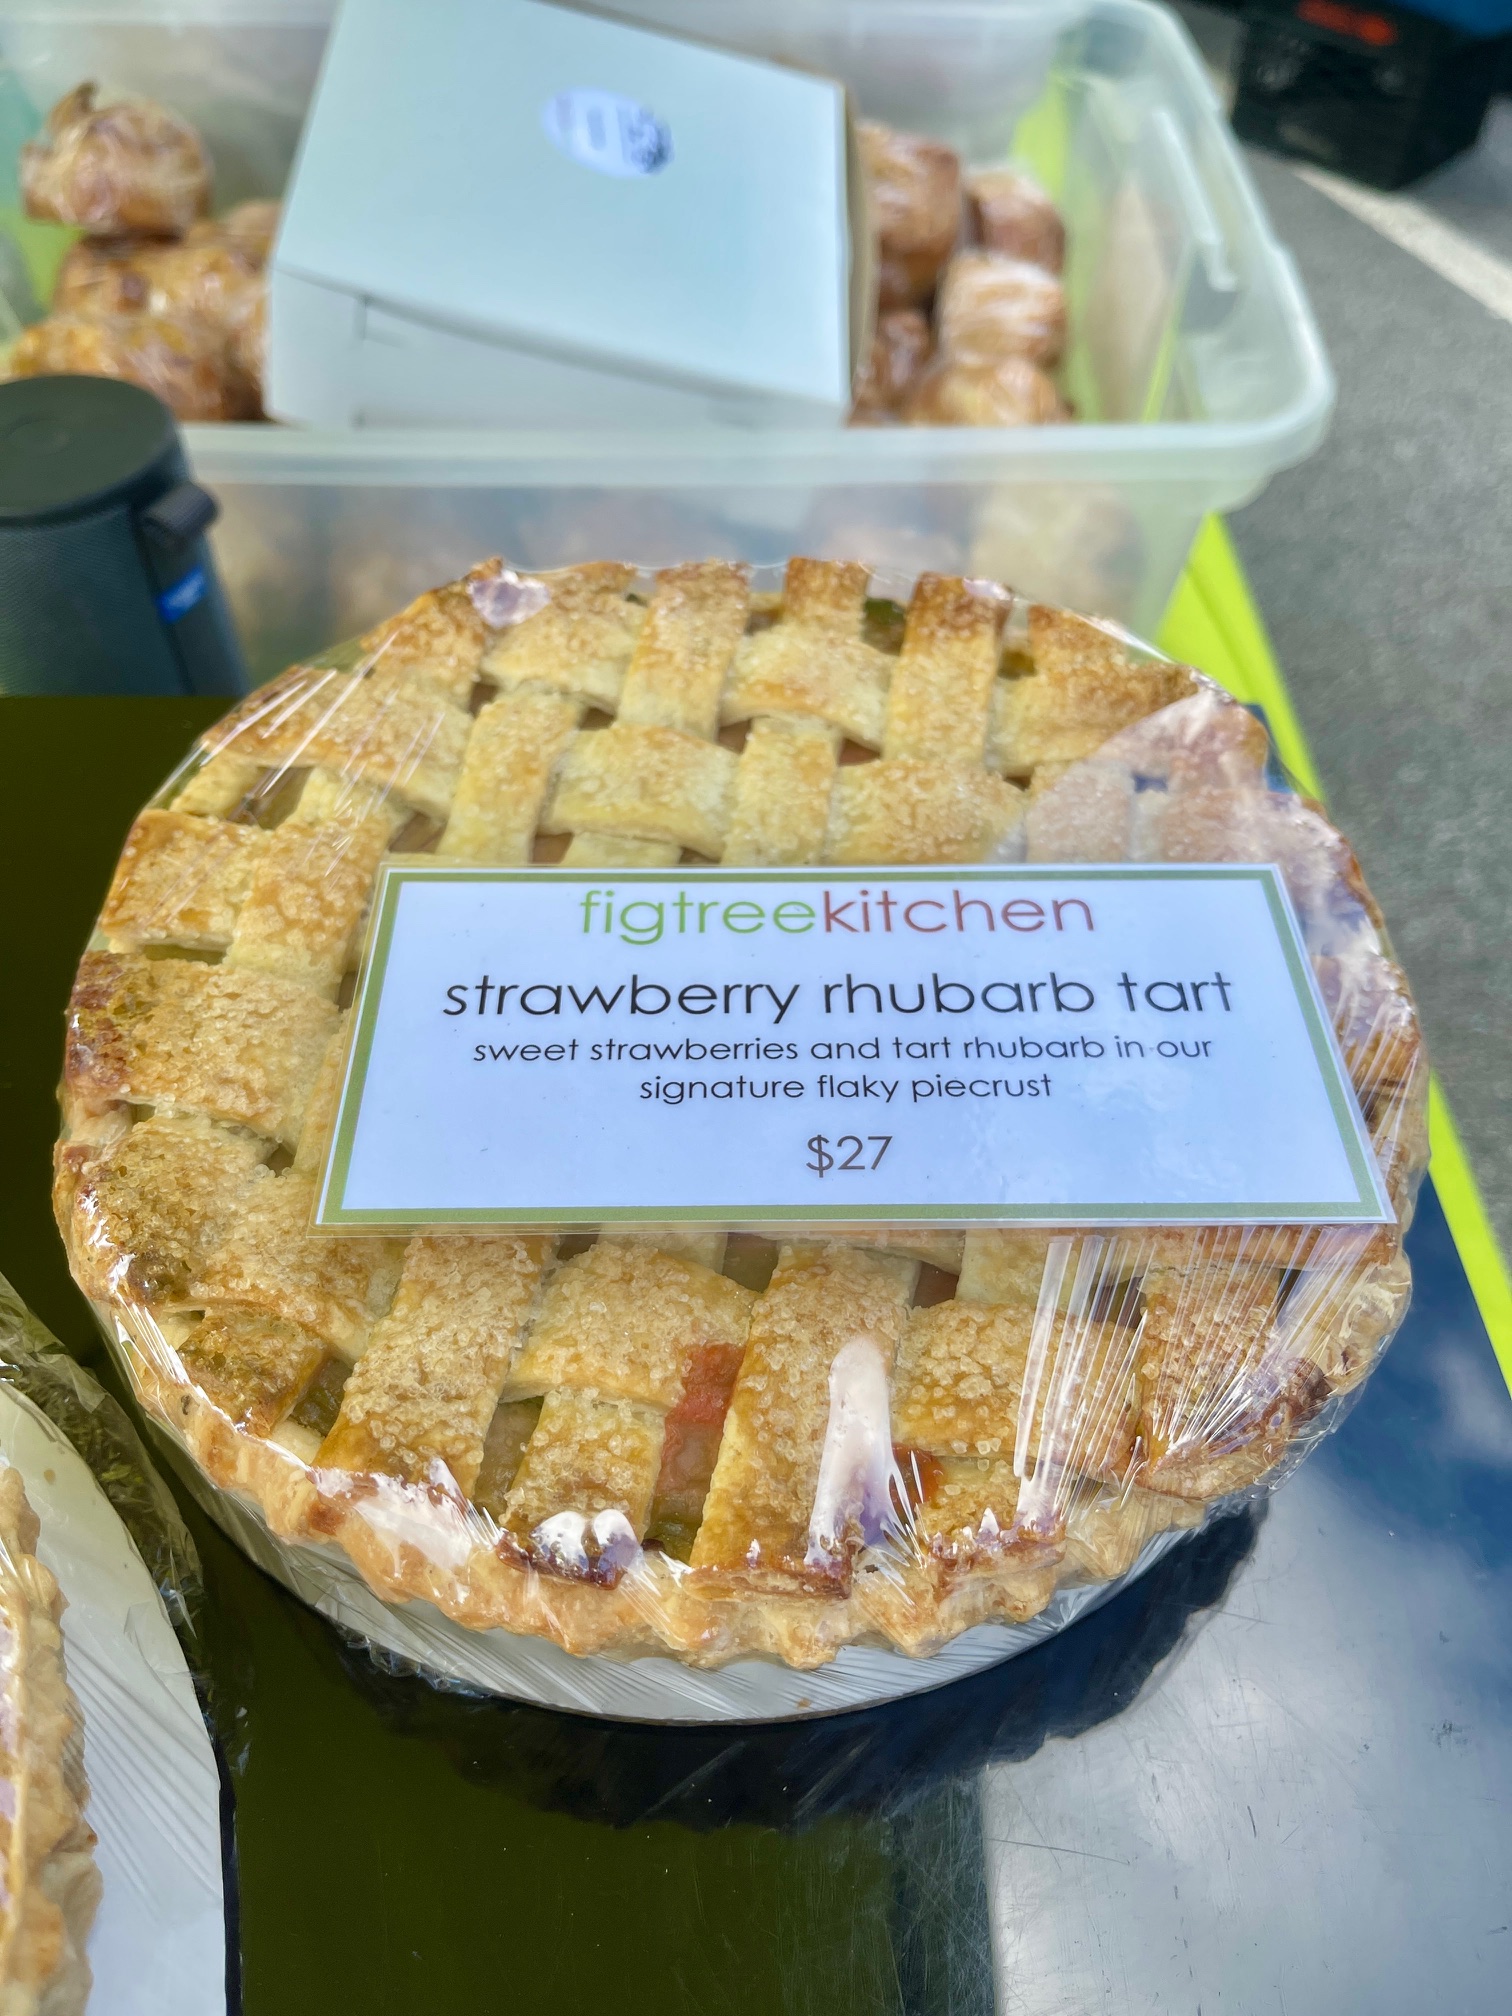 figtreekitchen
strawberry rhubarb tart
sweet strawberries and tart rhubarb in our
signature flaky piecrust
$27